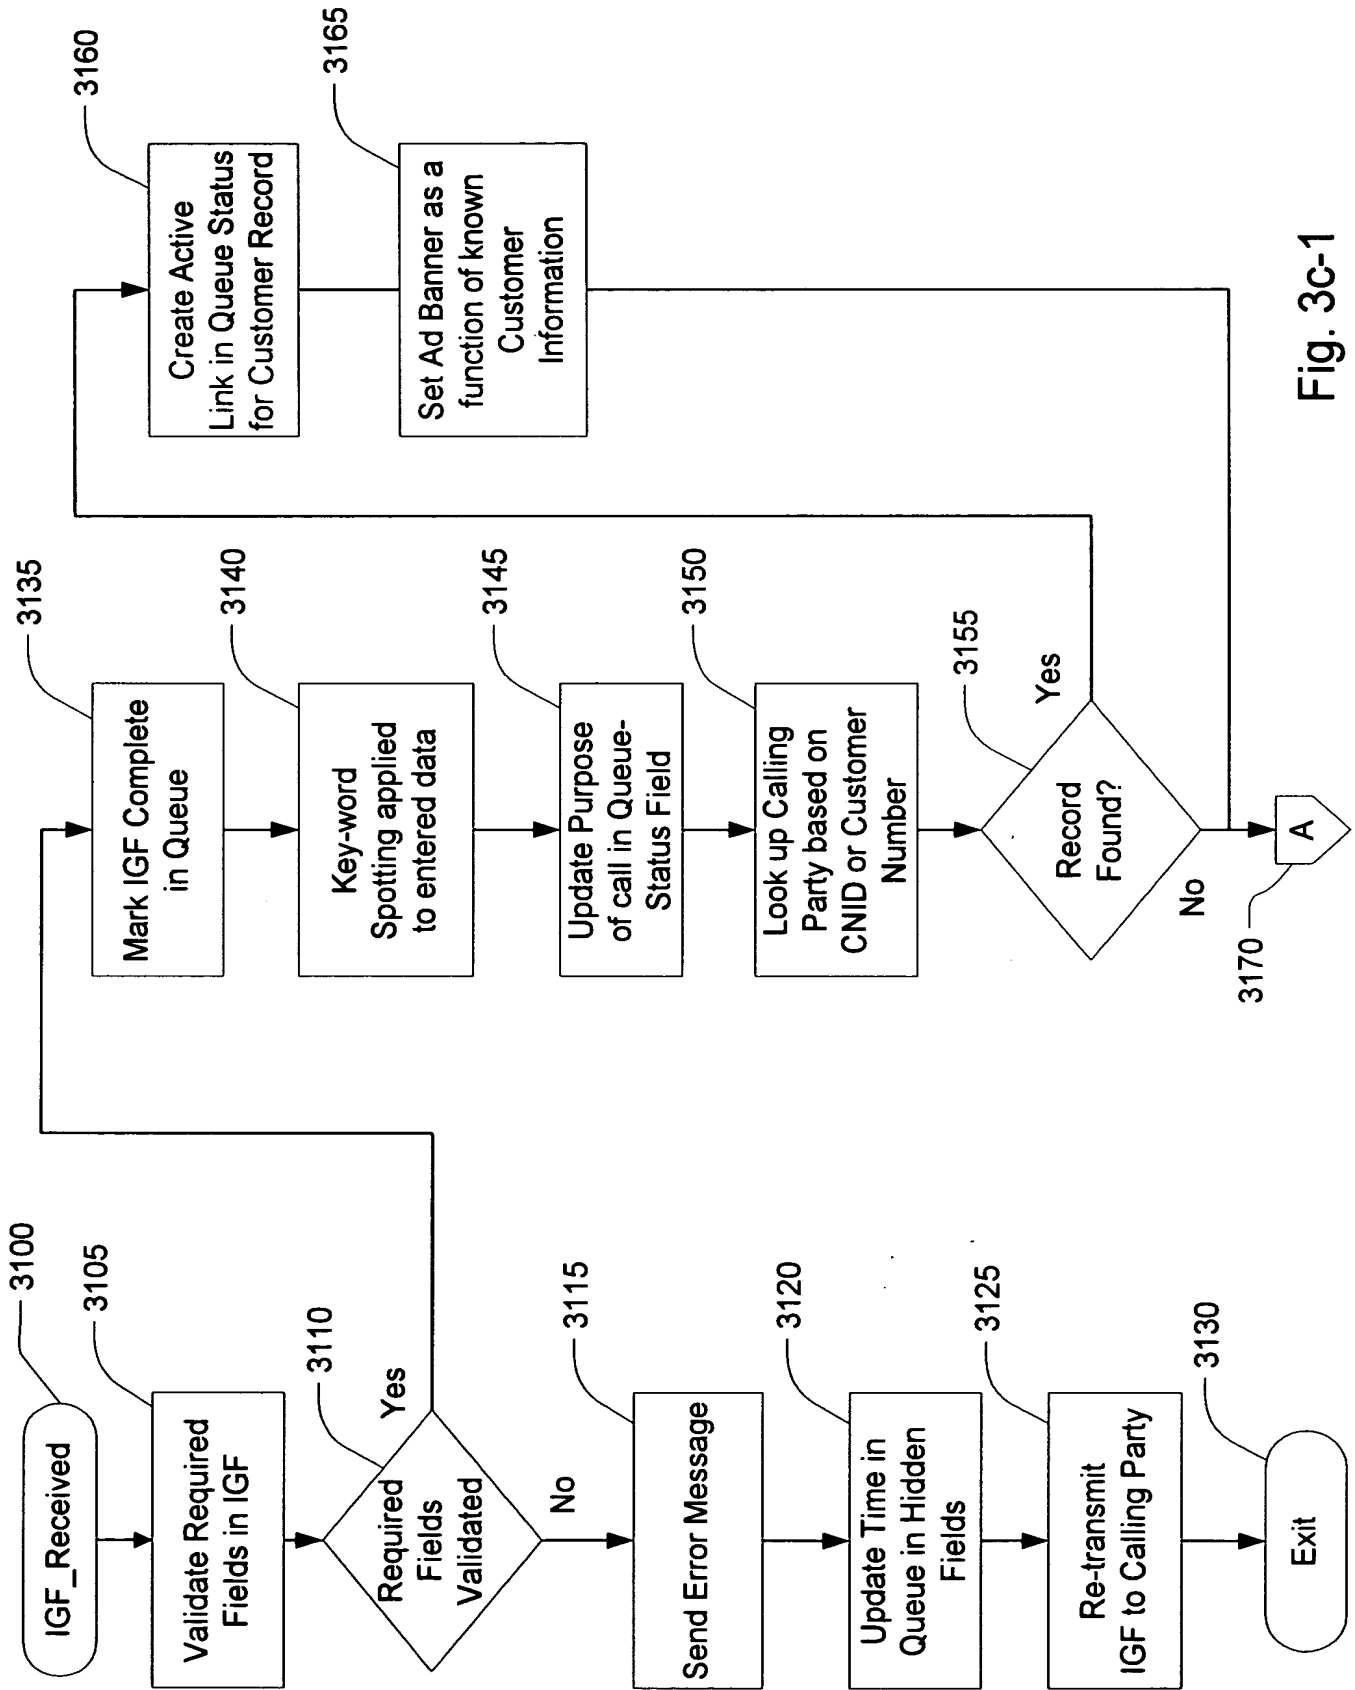 3100
IGF_Received
3105
Validate Required
Fields in IGF
3110
Required
Fields
Validated
Yes
No
3115
Send Error Message
3120
Update Time in
Queue in Hidden
Fields
3125
Re-transmit
IGF to Calling Party
3130
Exit
3135
Mark IGF Complete
in Queue
3140
Key-word
Spotting applied
to entered data
3145
Update Purpose
of call in Queue-
Status Field
3150
Look up Calling
Party based on
CNID or Customer
Number
3155
Record
Found?
Yes
No
A
3170
3160
Create Active
Link in Queue Status
for Customer Record
3165
Set Ad Banner as a
function of known
Customer
Information
Fig. 3c-1